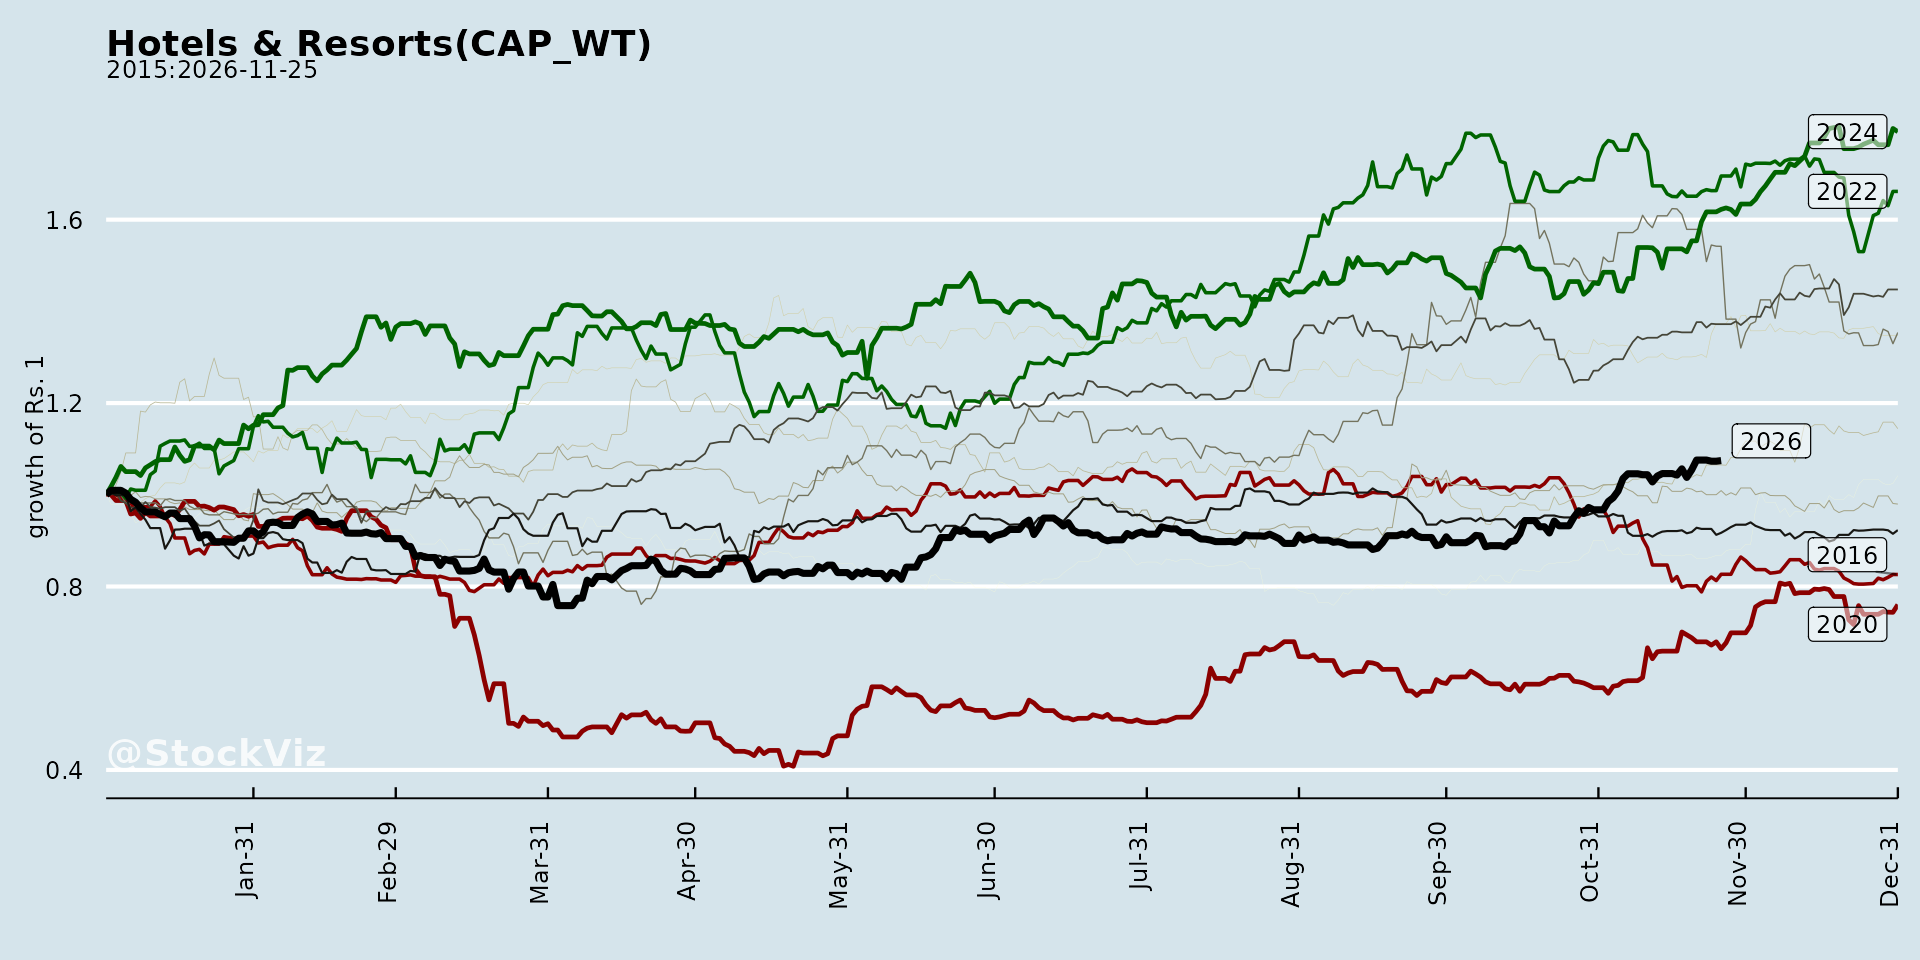 Hotels & Resorts(CAP_WT)
2015:2026-11-25
growth of Rs. 1
1.6
1.2
0.8
0.4
2024
2022
2026
2016
2020
@StockViz
Jan-31
Feb-29
Mar-31
Apr-30
May-31
Jun-30
Jul-31
Aug-31
Sep-30
Oct-31
Nov-30
Dec-31